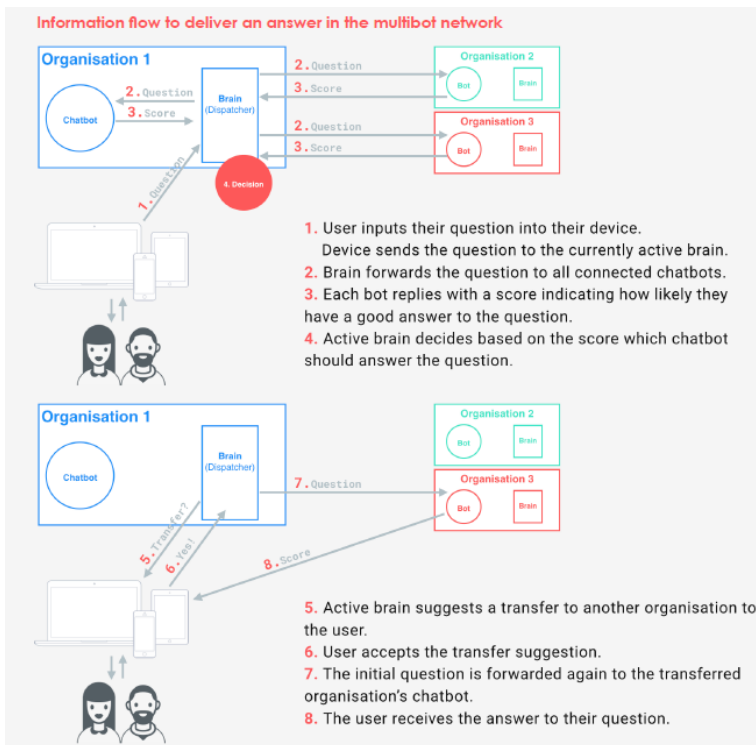 Information flow to deliver an answer in the multibot network
Organisation 1
Chatbot
2.Question
3.Score
Brain
(Dispatcher)
2.Question
3.Score
2.Question
3.Score
Organisation 2
Bot
Brain
Organisation 3
Bot
Brain
4. Decision
1.Question
1. User inputs their question into their device.
Device sends the question to the currently active brain.
2. Brain forwards the question to all connected chatbots.
3. Each bot replies with a score indicating how likely they
have a good answer to the question.
4. Active brain decides based on the score which chatbot
should answer the question.
Organisation 1
Chatbot
Brain
(Dispatcher)
7.Question
Organisation 2
Bot
Brain
Organisation 3
Bot
Brain
5.Transfer?
6.Yes!
8.Score
5. Active brain suggests a transfer to another organisation to
the user.
6. User accepts the transfer suggestion.
7. The initial question is forwarded again to the transferred
organisation's chatbot.
8. The user receives the answer to their question.